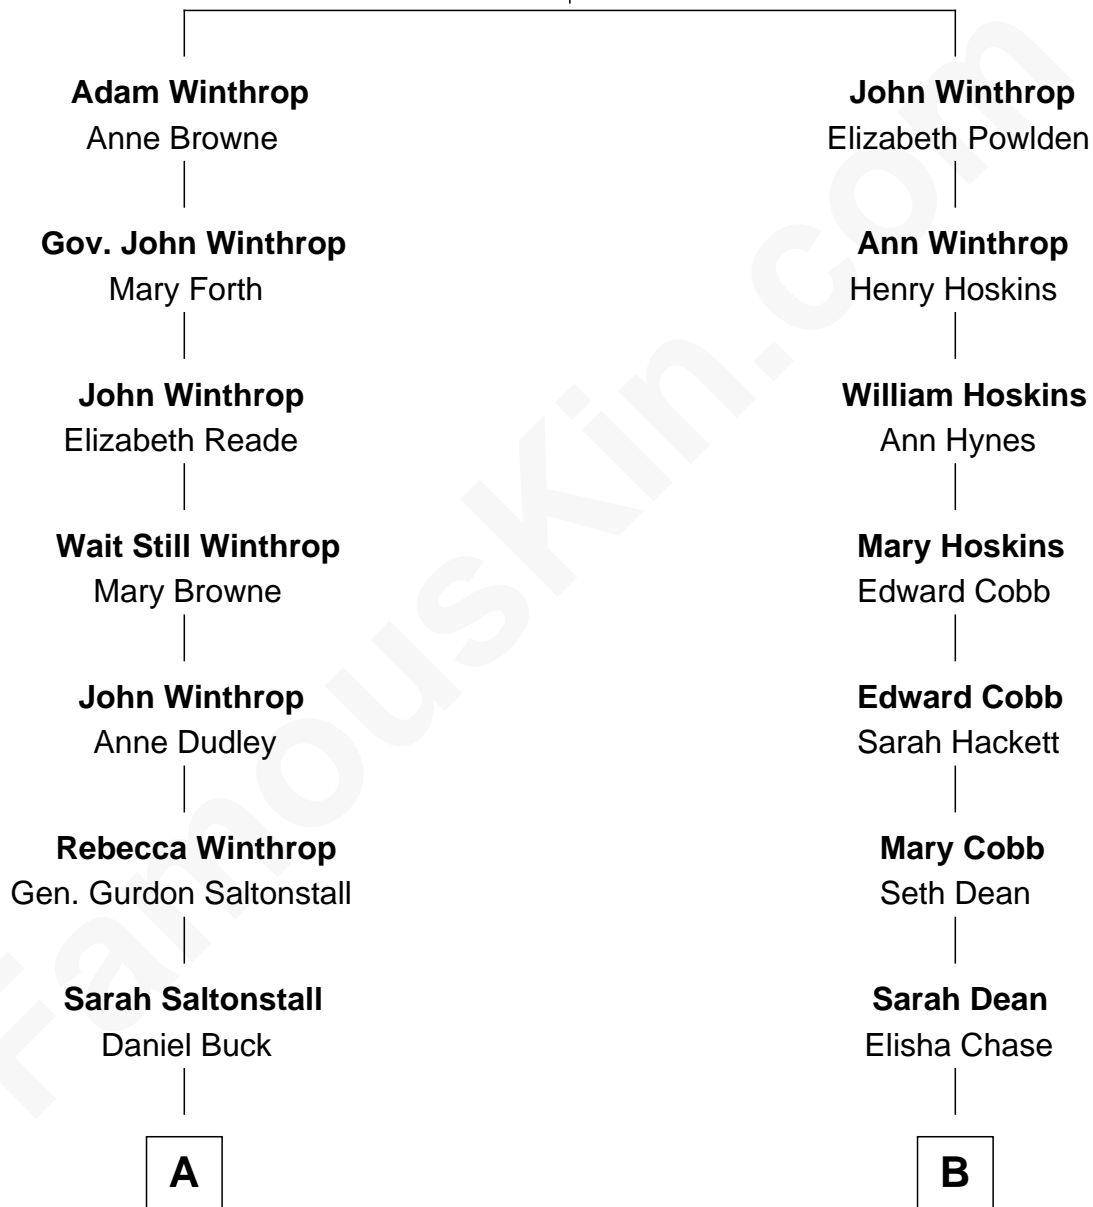 Adam Winthrop
Anne Browne
Gov. John Winthrop
Mary Forth
John Winthrop
Elizabeth Reade
Wait Still Winthrop
Mary Browne
John Winthrop
Anne Dudley
Rebecca Winthrop
Gen. Gurdon Saltonstall
Sarah Saltonstall
Daniel Buck
A
John Winthrop
Elizabeth Powlden
Ann Winthrop
Henry Hoskins
William Hoskins
Ann Hynes
Mary Hoskins
Edward Cobb
Edward Cobb
Sarah Hackett
Mary Cobb
Seth Dean
Sarah Dean
Elisha Chase
B
FamousKin.com